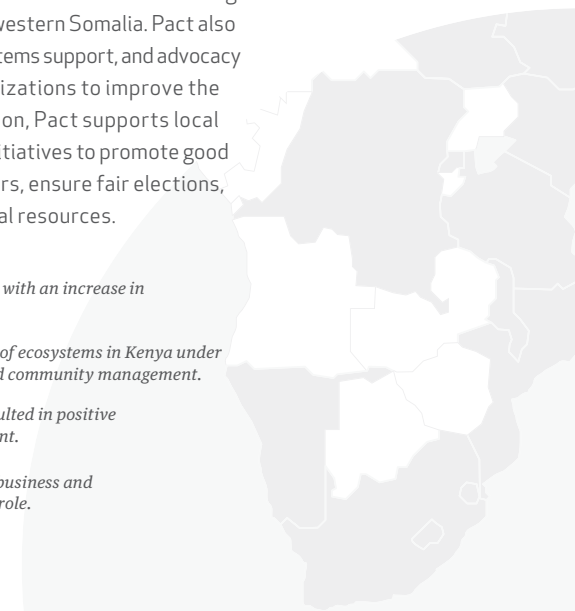 western Somalia. Pact also
tems support, and advocacy
izations to improve the
on, Pact supports local
itiatives to promote good
rs, ensure fair elections,
al resources.
with an increase in
of ecosystems in Kenya under
d community management.
ulted in positive
nt.
business and
role.